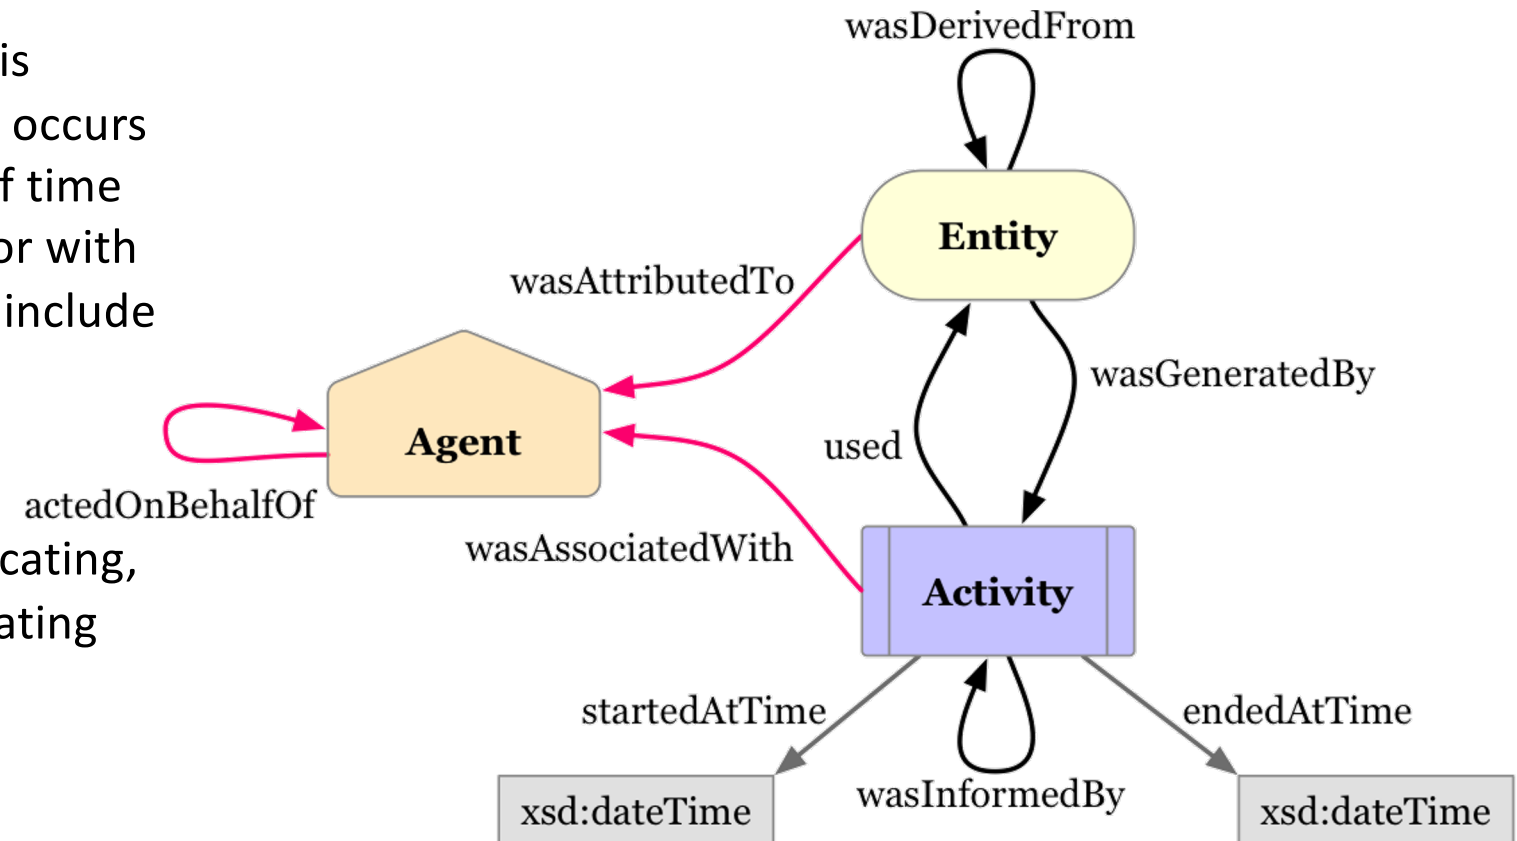 is
occurs
f time
or with
include
cating,
ating
wasDerivedFrom
Entity
wasAttributedTo
wasGeneratedBy
used
Agent
actedOnBehalfOf
wasAssociatedWith
Activity
startedAtTime
endedAtTime
wasInformedBy
xsd:dateTime
xsd:dateTime